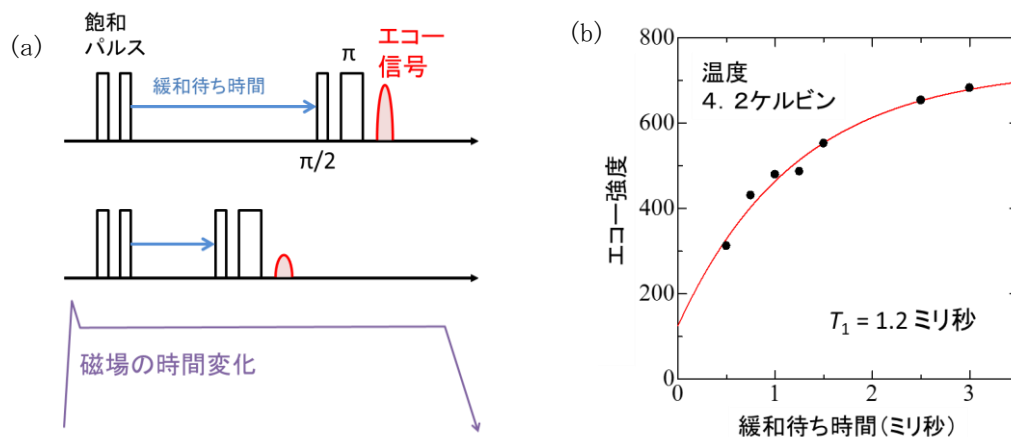 (a)
飽和
パルス
緩和待ち時間
π
エコー
信号
π/2
磁場の時間変化
(b)
800
600
400
200
0
エコー強度
温度
4．2ケルビン
T1 = 1.2 ミリ秒
0 1 2 3
緩和待ち時間(ミリ秒)